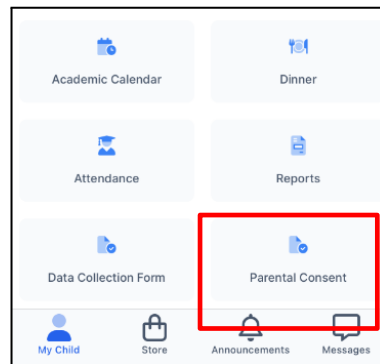 Academic Calendar
Dinner
Attendance
Reports
Data Collection Form
Parental Consent
My Child
Store
Announcements
Messages